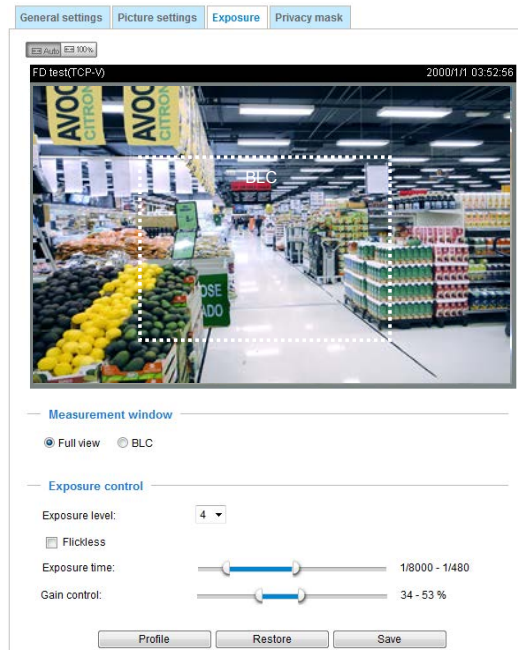 General settings Picture settings Exposure Privacy mask
Auto 100%
FD test(TCP-V) 2000/1/1 03:52:56
AVOC
CITRON
AVOC
CITRON
BLC
OSE
ADO
Measurement window
Full view BLC
Exposure control
Exposure level: 4
Flickless
Exposure time: 1/8000 - 1/480
Gain control: 34 - 53 %
Profile Restore Save